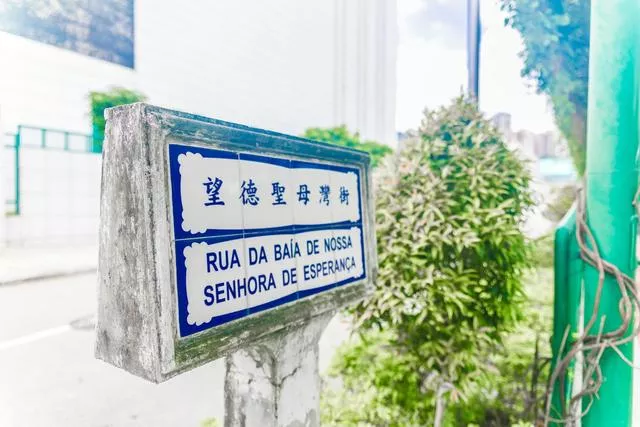 望德聖母灣街
RUA DA BAÍA DE NOSSA
SENHORA DE ESPERANÇA